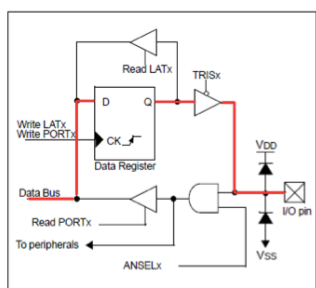 Read LATx
TRISx
D Q
Write LATx
Write PORTx
CK
Data Register
VDD
Data Bus
I/O pin
Read PORTx
To peripherals
ANSELx
VSS